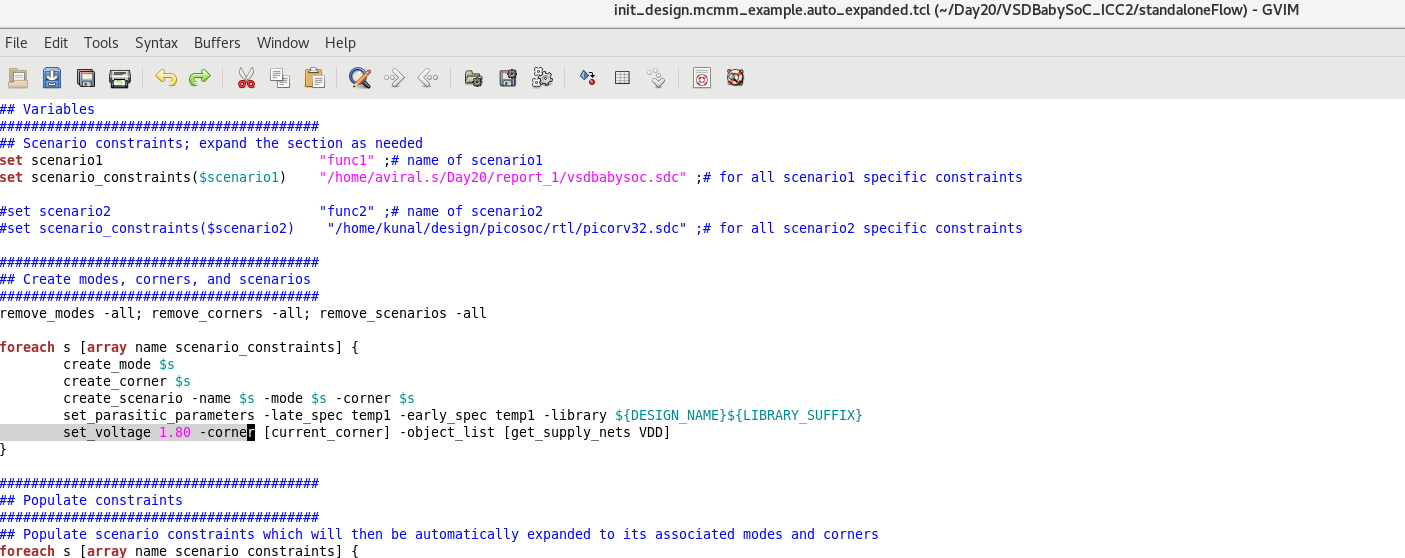 init_design.mcmm_example.auto_expanded.tcl (~/Day20/VSDBabySoC_ICC2/standaloneFlow) - GVIM
File Edit Tools Syntax Buffers Window Help
## Variables
########################################
## Scenario constraints; expand the section as needed
set scenario1 "func1" ;# name of scenario1
set scenario_constraints($scenario1) "/home/aviral.s/Day20/report_1/vsdbabysoc.sdc" ;# for all scenario1 specific constraints
#set scenario2 "func2" ;# name of scenario2
#set scenario_constraints($scenario2) "/home/kunal/design/picosoc/rtl/picorv32.sdc" ;# for all scenario2 specific constraints
########################################
## Create modes, corners, and scenarios
########################################
remove_modes -all; remove_corners -all; remove_scenarios -all
foreach s [array name scenario_constraints] {
create_mode $s
create_corner $s
create_scenario -name $s -mode $s -corner $s
set_parasitic_parameters -late_spec temp1 -early_spec temp1 -library ${DESIGN_NAME}${LIBRARY_SUFFIX}
set_voltage 1.80 -corner [current_corner] -object_list [get_supply_nets VDD]
}
########################################
## Populate constraints
########################################
## Populate scenario constraints which will then be automatically expanded to its associated modes and corners
foreach s [array name scenario_constraints] {